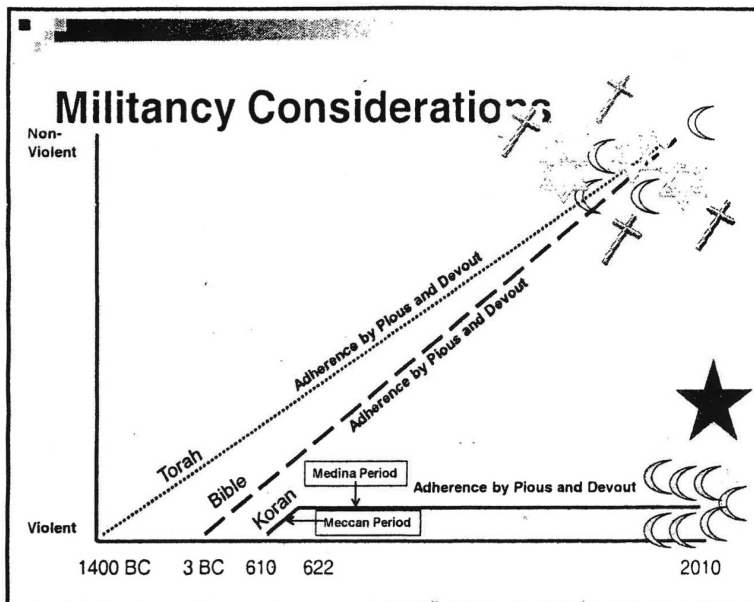 Militancy Considerations
Non-
Violent
Adherence by Pious and Devout
Adherence by Pious and Devout
Torah
Bible
Koran
Medina Period
Adherence by Pious and Devout
Meccan Period
Violent
1400 BC 3 BC 610 622 2010